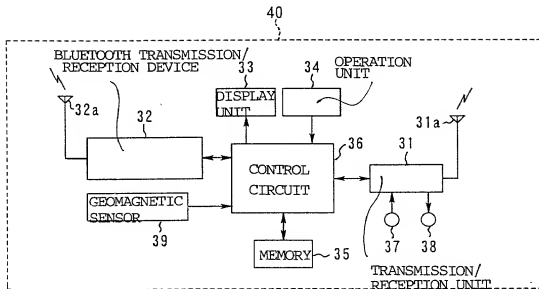 40
BLUETOOTH TRANSMISSION/
RECEPTION DEVICE
33
34
OPERATION
UNIT
32a
DISPLAY
UNIT
31a
32
36
31
CONTROL
CIRCUIT
GEOMAGNETIC
SENSOR
39
37
38
MEMORY
35
TRANSMISSION/
RECEPTION UNIT